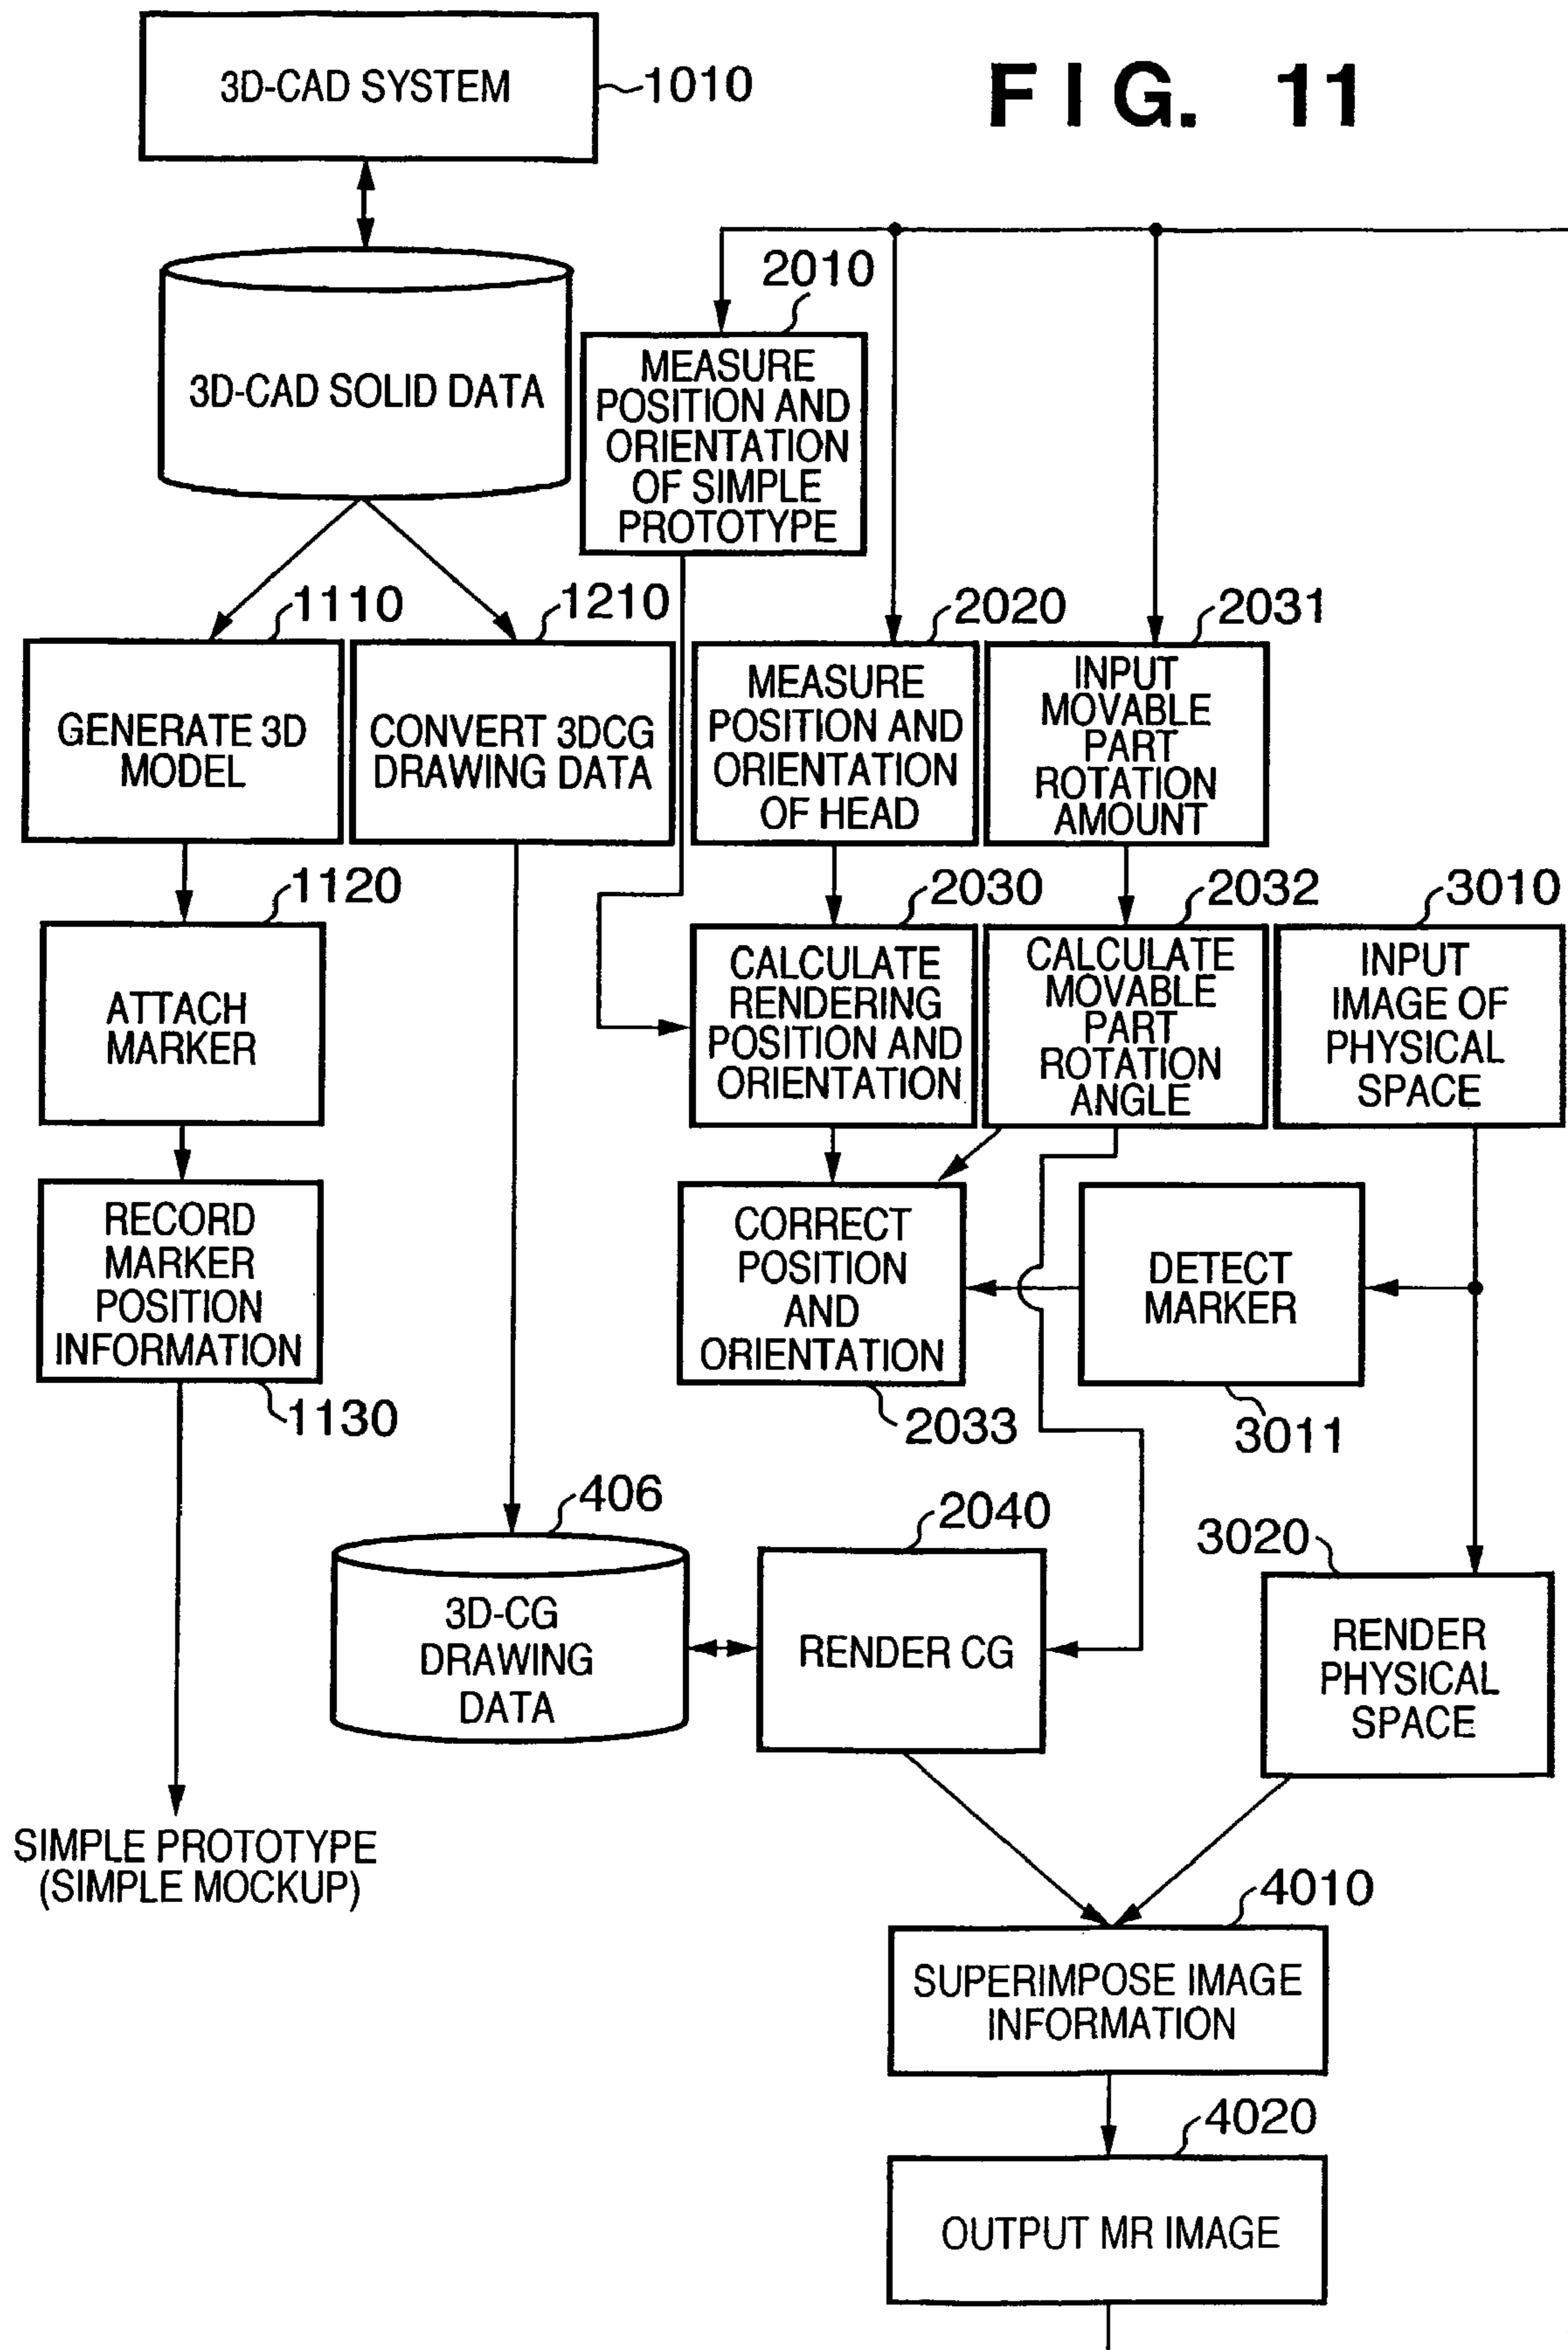 FIG. 11
3D-CAD SYSTEM
1010
3D-CAD SOLID DATA
2010
MEASURE
POSITION AND
ORIENTATION
OF SIMPLE
PROTOTYPE
1110
1210
2020
2031
GENERATE 3D
MODEL
CONVERT 3DCG
DRAWING DATA
MEASURE
POSITION AND
ORIENTATION
OF HEAD
INPUT
MOVABLE
PART
ROTATION
AMOUNT
1120
2030
2032
3010
ATTACH
MARKER
CALCULATE
RENDERING
POSITION AND
ORIENTATION
CALCULATE
MOVABLE
PART
ROTATION
ANGLE
INPUT
IMAGE OF
PHYSICAL
SPACE
RECORD
MARKER
POSITION
INFORMATION
1130
CORRECT
POSITION
AND
ORIENTATION
2033
DETECT
MARKER
3011
406
3D-CG
DRAWING
DATA
2040
RENDER CG
3020
RENDER
PHYSICAL
SPACE
SIMPLE PROTOTYPE
(SIMPLE MOCKUP)
4010
SUPERIMPOSE IMAGE
INFORMATION
4020
OUTPUT MR IMAGE